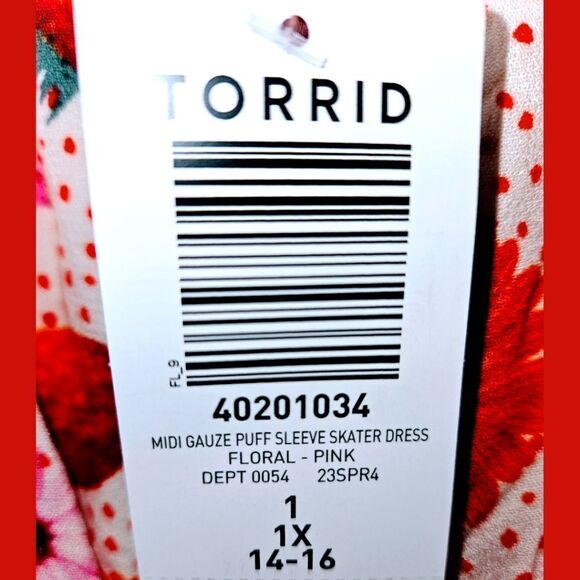 TORRID
FL_9
40201034
MIDI GAUZE PUFF SLEEVE SKATER DRESS
FLORAL - PINK
DEPT 0054 23SPR4
1
1X
14-16